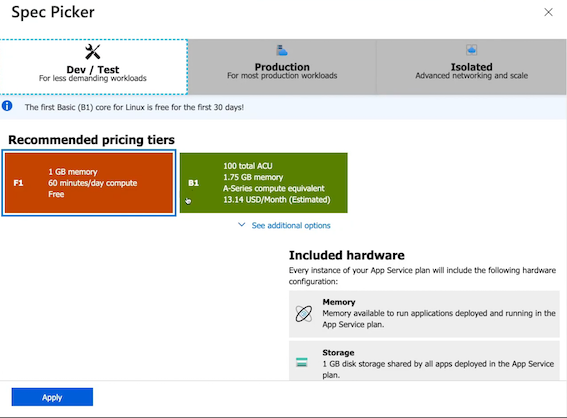 Spec Picker
Dev / Test
For less demanding workloads
Production
For most production workloads
Isolated
Advanced networking and scale
The first Basic (B1) core for Linux is free for the first 30 days!
Recommended pricing tiers
F1
1 GB memory
60 minutes/day compute
Free
B1
100 total ACU
1.75 GB memory
A-Series compute equivalent
13.14 USD/Month (Estimated)
See additional options
Included hardware
Every instance of your App Service plan will include the following hardware
configuration:
Memory
Memory available to run applications deployed and running in the
App Service plan.
Storage
1 GB disk storage shared by all apps deployed in the App Service
plan.
Apply